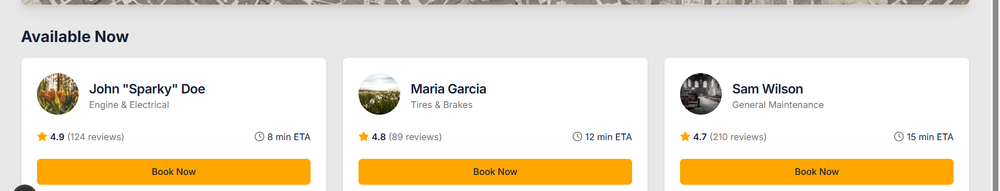 Available Now
John "Sparky" Doe
Engine & Electrical
4.9 (124 reviews)
8 min ETA
Book Now
Maria Garcia
Tires & Brakes
4.8 (89 reviews)
12 min ETA
Book Now
Sam Wilson
General Maintenance
4.7 (210 reviews)
15 min ETA
Book Now